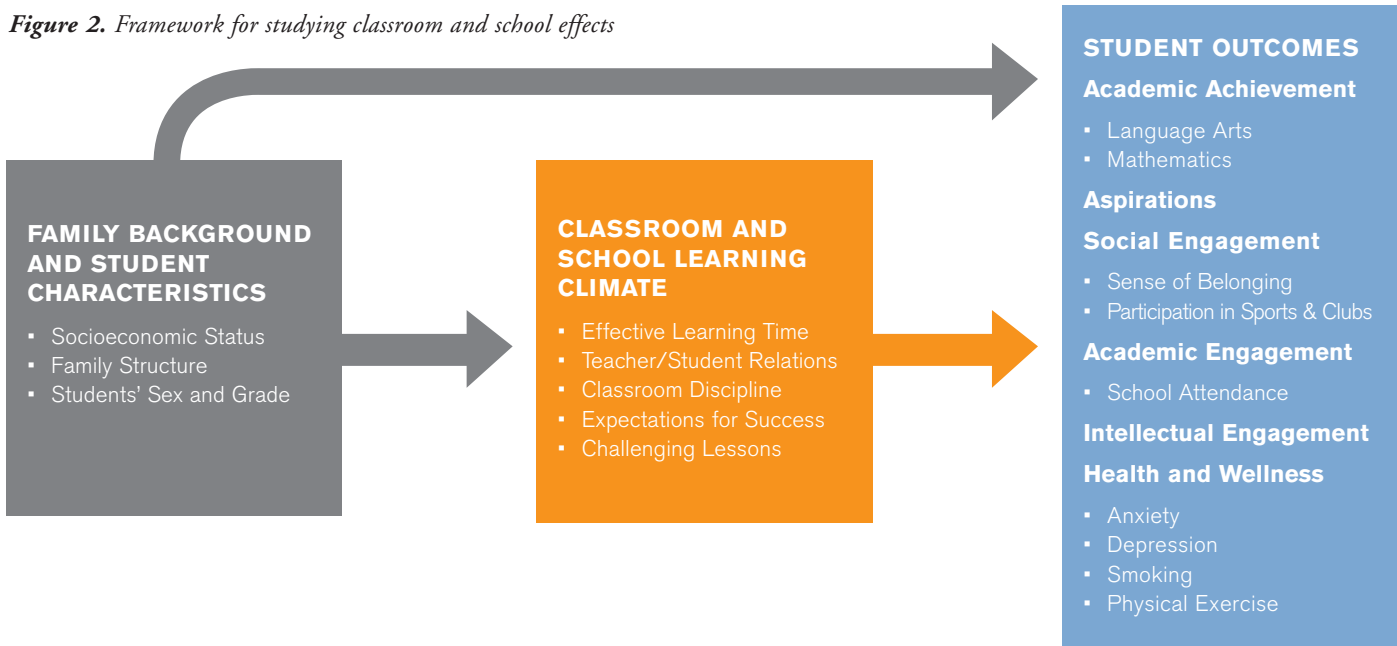 Figure 2. Framework for studying classroom and school effects
FAMILY BACKGROUND
AND STUDENT
CHARACTERISTICS
▪ Socioeconomic Status
▪ Family Structure
▪ Students' Sex and Grade
CLASSROOM AND
SCHOOL LEARNING
CLIMATE
▪ Effective Learning Time
▪ Teacher/Student Relations
▪ Classroom Discipline
▪ Expectations for Success
▪ Challenging Lessons
STUDENT OUTCOMES
Academic Achievement
▪ Language Arts
▪ Mathematics
Aspirations
Social Engagement
▪ Sense of Belonging
▪ Participation in Sports & Clubs
Academic Engagement
▪ School Attendance
Intellectual Engagement
Health and Wellness
▪ Anxiety
▪ Depression
▪ Smoking
▪ Physical Exercise